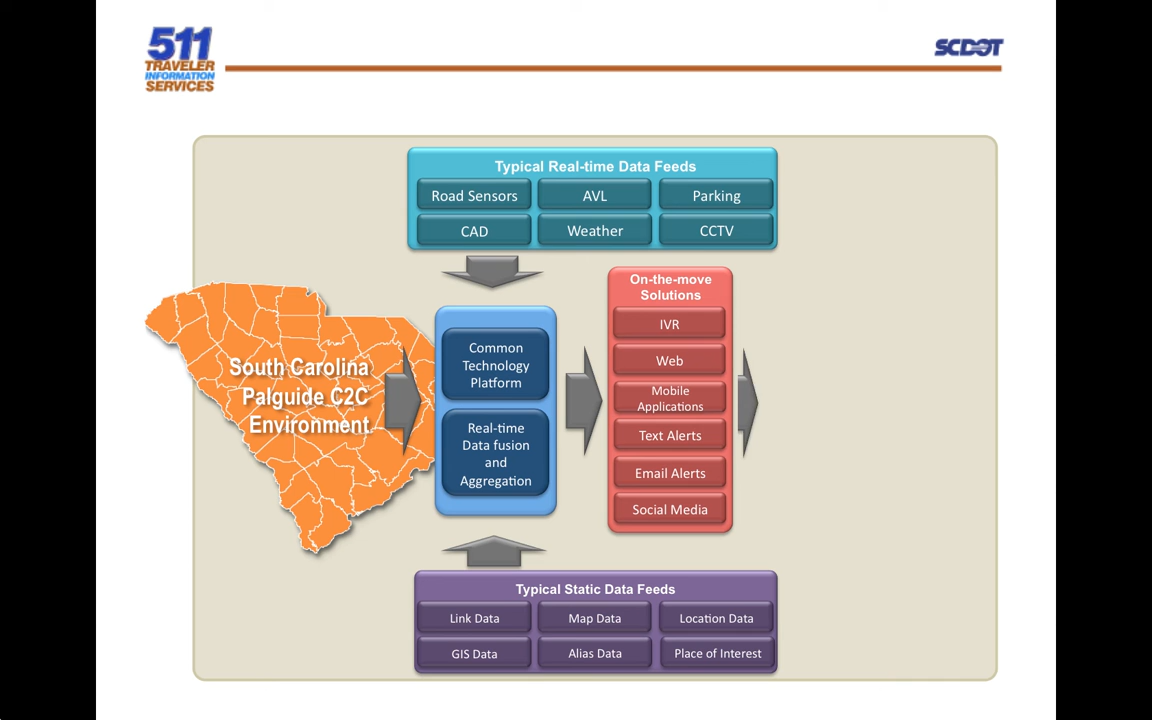 511
TRAVELER
INFORMATION
SERVICES
SCDOT
Typical Real-time Data Feeds
Road Sensors
AVL
Parking
CAD
Weather
CCTV
South Carolina
Palguide C2C
Environment
Common
Technology
Platform
Real-time
Data fusion
and
Aggregation
On-the-move
Solutions
IVR
Web
Mobile
Applications
Text Alerts
Email Alerts
Social Media
Typical Static Data Feeds
Link Data
Map Data
Location Data
GIS Data
Alias Data
Place of Interest